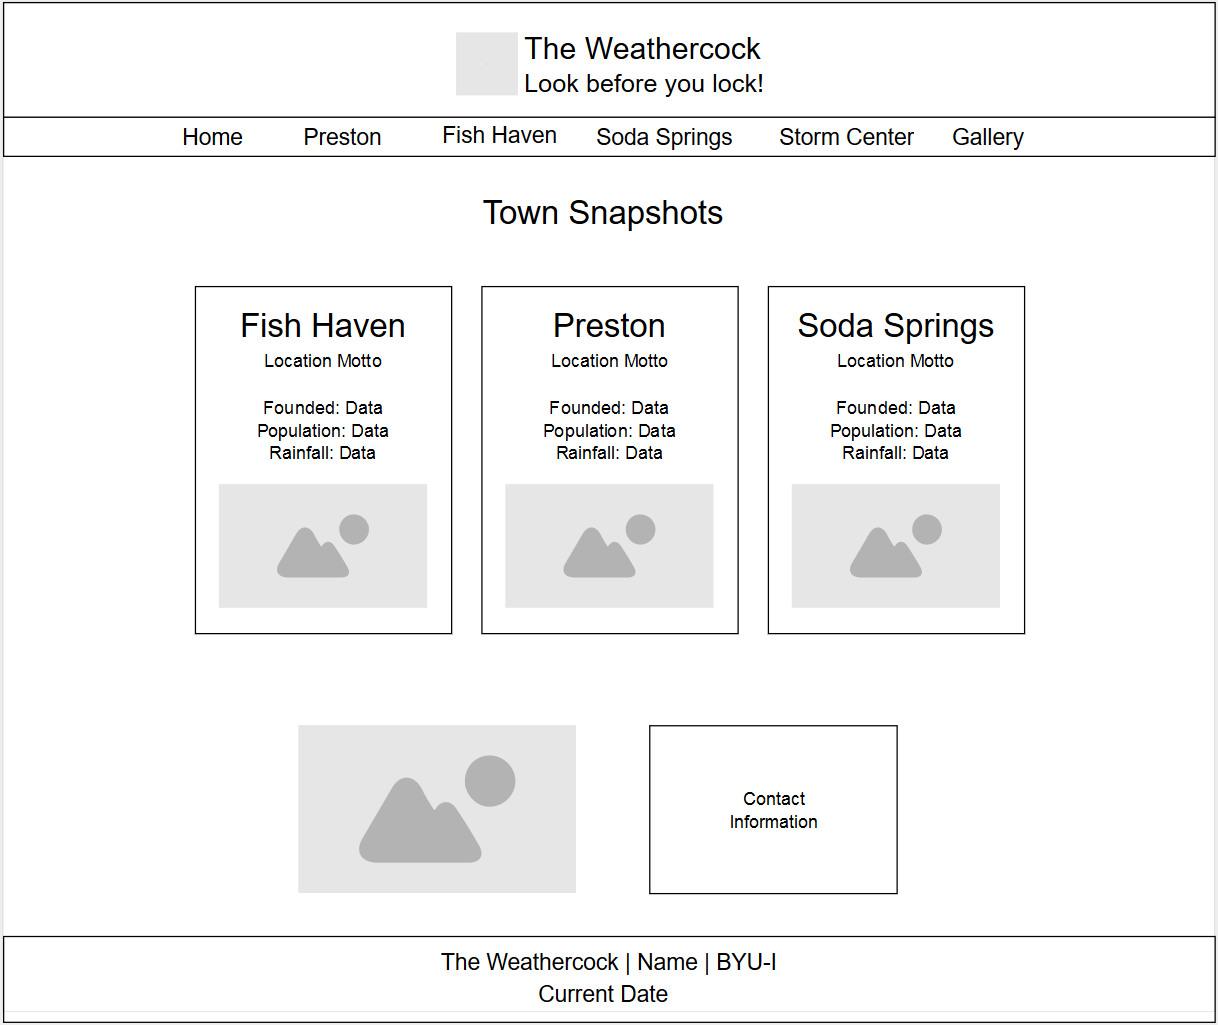 The Weathercock
Look before you lock!
Home Preston Fish Haven Soda Springs Storm Center Gallery
Town Snapshots
Fish Haven
Location Motto
Founded: Data
Population: Data
Rainfall: Data
Preston
Location Motto
Founded: Data
Population: Data
Rainfall: Data
Soda Springs
Location Motto
Founded: Data
Population: Data
Rainfall: Data
Contact
Information
The Weathercock | Name | BYU-I
Current Date